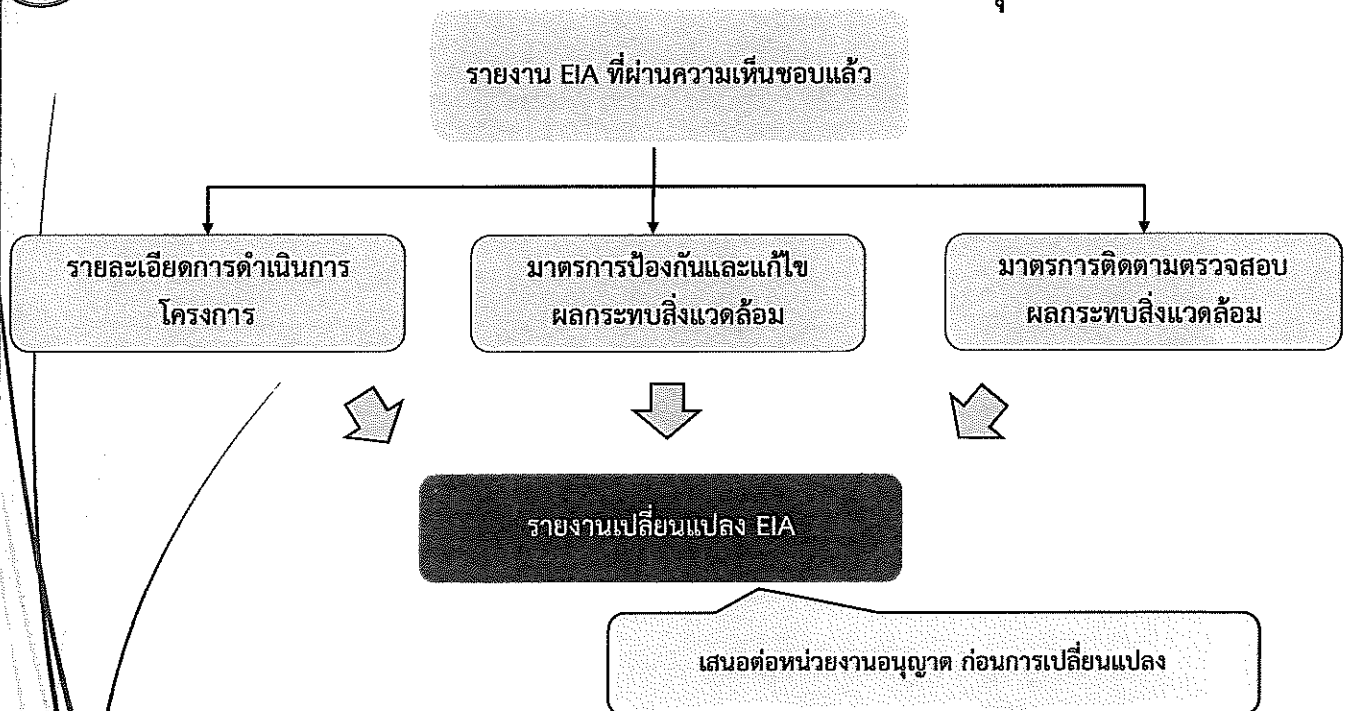 รายงาน EIA ที่ผ่านความเห็นชอบแล้ว
รายละเอียดการดำเนินการ
โครงการ
มาตรการป้องกันและแก้ไข
ผลกระทบสิ่งแวดล้อม
มาตรการติดตามตรวจสอบ
ผลกระทบสิ่งแวดล้อม
รายงานเปลี่ยนแปลง EIA
เสนอต่อหน่วยงานอนุญาต ก่อนการเปลี่ยนแปลง